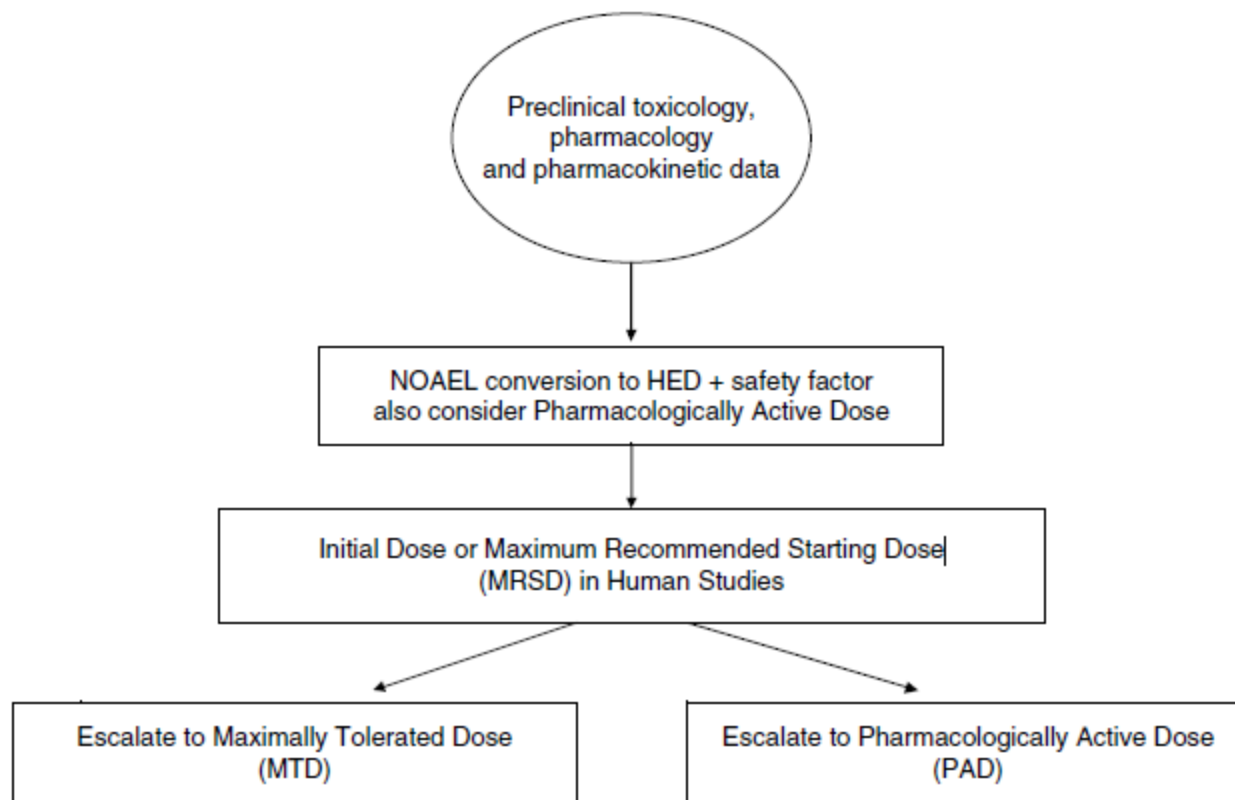 Preclinical toxicology,
pharmacology
and pharmacokinetic data
NOAEL conversion to HED + safety factor
also consider Pharmacologically Active Dose
Initial Dose or Maximum Recommended Starting Dose
(MRSD) in Human Studies
Escalate to Maximally Tolerated Dose
(MTD)
Escalate to Pharmacologically Active Dose
(PAD)